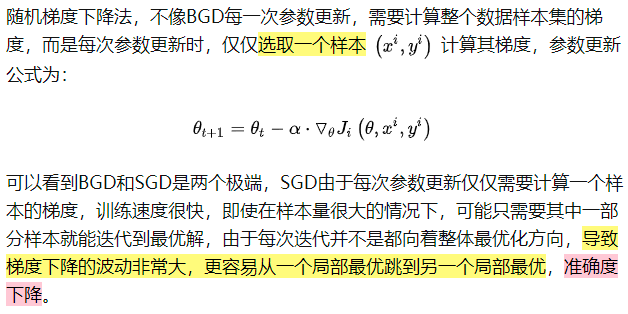 随机梯度下降法，不像BGD每一次参数更新，需要计算整个数据样本集的梯
度，而是每次参数更新时，仅仅选取一个样本 (xⁱ, yⁱ) 计算其梯度，参数更新
公式为：
θₜ₊₁ = θₜ − α · ▽_θ Jᵢ (θ, xⁱ, yⁱ)
可以看到BGD和SGD是两个极端，SGD由于每次参数更新仅仅需要计算一个样
本的梯度，训练速度很快，即使在样本量很大的情况下，可能只需要其中一部
分样本就能迭代到最优解，由于每次迭代并不是都向着整体最优化方向，导致
梯度下降的波动非常大，更容易从一个局部最优跳到另一个局部最优，准确度
下降。